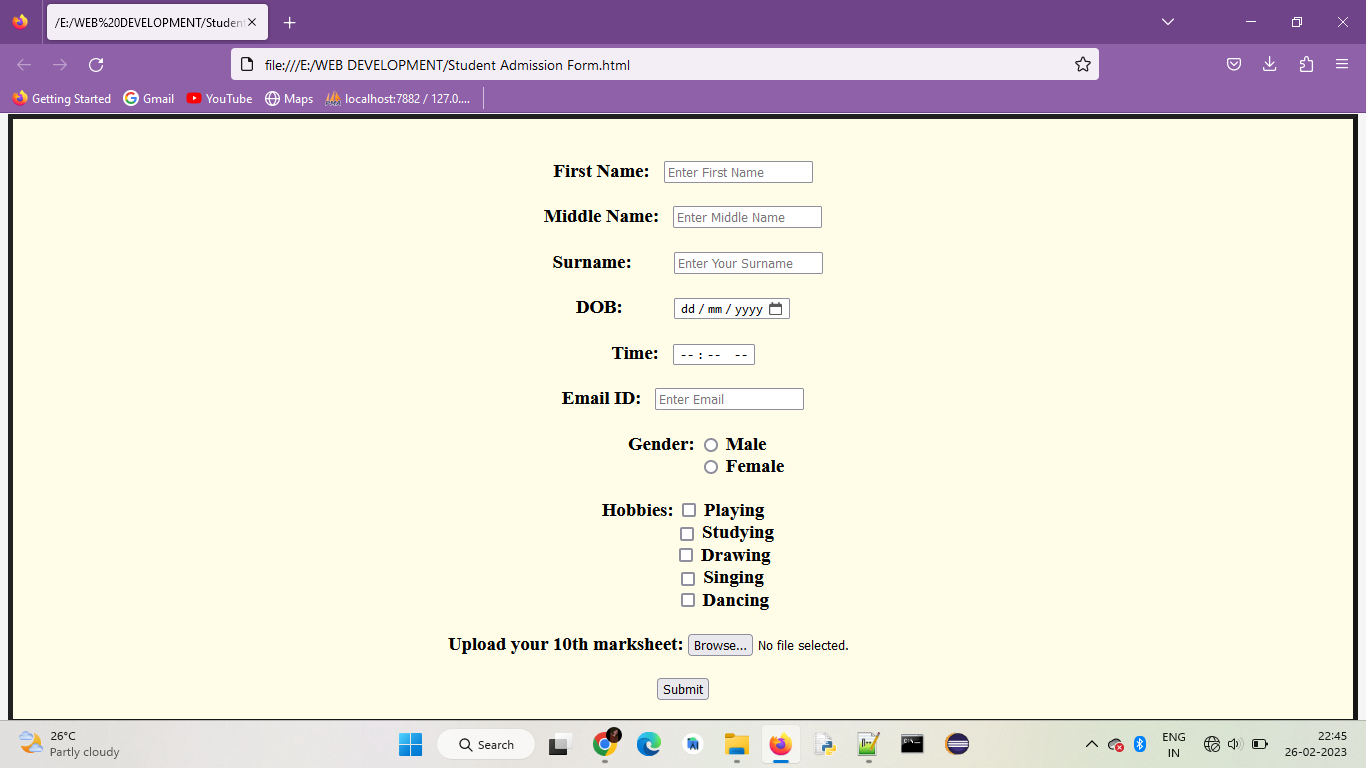 /E:/WEB%20DEVELOPMENT/Student
file:///E:/WEB DEVELOPMENT/Student Admission Form.html
Getting Started Gmail YouTube Maps localhost:7882 / 127.0....
First Name: Enter First Name
Middle Name: Enter Middle Name
Surname: Enter Your Surname
DOB: dd / mm / yyyy
Time: -- : -- --
Email ID: Enter Email
Gender: Male
Female
Hobbies: Playing
Studying
Drawing
Singing
Dancing
Upload your 10th marksheet: Browse... No file selected.
Submit
26°C
Partly cloudy
Search
ENG
IN
22:45
26-02-2023